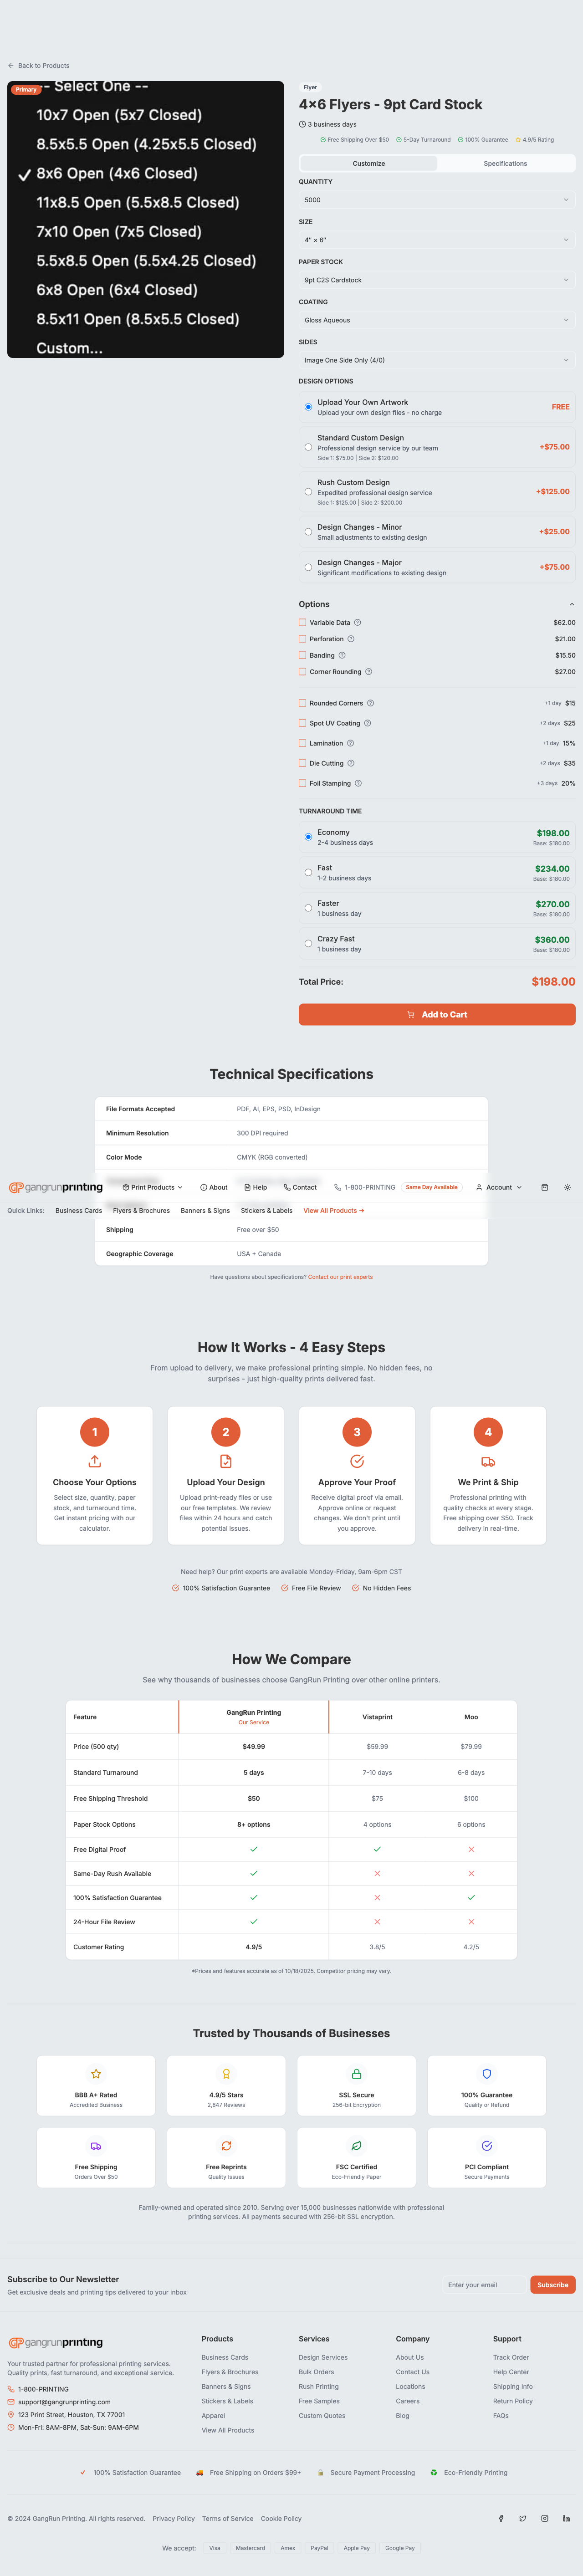 Back to Products
Primary
-- Select One --
10x7 Open (5x7 Closed)
8.5x5.5 Open (4.25x5.5 Closed)
8x6 Open (4x6 Closed)
11x8.5 Open (5.5x8.5 Closed)
7x10 Open (7x5 Closed)
5.5x8.5 Open (5.5x4.25 Closed)
6x8 Open (6x4 Closed)
8.5x11 Open (8.5x5.5 Closed)
Custom...
Flyer
4x6 Flyers - 9pt Card Stock
3 business days
Free Shipping Over $50 5-Day Turnaround 100% Guarantee 4.9/5 Rating
Customize Specifications
QUANTITY
5000
SIZE
4" × 6"
PAPER STOCK
9pt C2S Cardstock
COATING
Gloss Aqueous
SIDES
Image One Side Only (4/0)
DESIGN OPTIONS
Upload Your Own Artwork
Upload your own design files - no charge
FREE
Standard Custom Design
Professional design service by our team
Side 1: $75.00 | Side 2: $120.00
+$75.00
Rush Custom Design
Expedited professional design service
Side 1: $125.00 | Side 2: $200.00
+$125.00
Design Changes - Minor
Small adjustments to existing design
+$25.00
Design Changes - Major
Significant modifications to existing design
+$75.00
Options
Variable Data $62.00
Perforation $21.00
Banding $15.50
Corner Rounding $27.00
Rounded Corners +1 day $15
Spot UV Coating +2 days $25
Lamination +1 day 15%
Die Cutting +2 days $35
Foil Stamping +3 days 20%
TURNAROUND TIME
Economy
2-4 business days
$198.00
Base: $180.00
Fast
1-2 business days
$234.00
Base: $180.00
Faster
1 business day
$270.00
Base: $180.00
Crazy Fast
1 business day
$360.00
Base: $180.00
Total Price: $198.00
Add to Cart
Technical Specifications
File Formats Accepted PDF, AI, EPS, PSD, InDesign
Minimum Resolution 300 DPI required
Color Mode CMYK (RGB converted)
gangrunprinting Print Products About Help Contact 1-800-PRINTING Same Day Available Account
Quick Links: Business Cards Flyers & Brochures Banners & Signs Stickers & Labels View All Products →
Shipping Free over $50
Geographic Coverage USA + Canada
Have questions about specifications? Contact our print experts
How It Works - 4 Easy Steps
From upload to delivery, we make professional printing simple. No hidden fees, no
surprises - just high-quality prints delivered fast.
1
Choose Your Options
Select size, quantity, paper
stock, and turnaround time.
Get instant pricing with our
calculator.
2
Upload Your Design
Upload print-ready files or use
our free templates. We review
files within 24 hours and catch
potential issues.
3
Approve Your Proof
Receive digital proof via email.
Approve online or request
changes. We don't print until
you approve.
4
We Print & Ship
Professional printing with
quality checks at every stage.
Free shipping over $50. Track
delivery in real-time.
Need help? Our print experts are available Monday-Friday, 9am-6pm CST
100% Satisfaction Guarantee Free File Review No Hidden Fees
How We Compare
See why thousands of businesses choose GangRun Printing over other online printers.
Feature GangRun Printing Vistaprint Moo
Our Service
Price (500 qty) $49.99 $59.99 $79.99
Standard Turnaround 5 days 7-10 days 6-8 days
Free Shipping Threshold $50 $75 $100
Paper Stock Options 8+ options 4 options 6 options
Free Digital Proof
Same-Day Rush Available
100% Satisfaction Guarantee
24-Hour File Review
Customer Rating 4.9/5 3.8/5 4.2/5
*Prices and features accurate as of 10/18/2025. Competitor pricing may vary.
Trusted by Thousands of Businesses
BBB A+ Rated
Accredited Business
4.9/5 Stars
2,847 Reviews
SSL Secure
256-bit Encryption
100% Guarantee
Quality or Refund
Free Shipping
Orders Over $50
Free Reprints
Quality Issues
FSC Certified
Eco-Friendly Paper
PCI Compliant
Secure Payments
Family-owned and operated since 2010. Serving over 15,000 businesses nationwide with professional
printing services. All payments secured with 256-bit SSL encryption.
Subscribe to Our Newsletter
Get exclusive deals and printing tips delivered to your inbox
Enter your email Subscribe
gangrunprinting
Your trusted partner for professional printing services.
Quality prints, fast turnaround, and exceptional service.
1-800-PRINTING
support@gangrunprinting.com
123 Print Street, Houston, TX 77001
Mon-Fri: 8AM-8PM, Sat-Sun: 9AM-6PM
Products
Business Cards
Flyers & Brochures
Banners & Signs
Stickers & Labels
Apparel
View All Products
Services
Design Services
Bulk Orders
Rush Printing
Free Samples
Custom Quotes
Company
About Us
Contact Us
Locations
Careers
Blog
Support
Track Order
Help Center
Shipping Info
Return Policy
FAQs
100% Satisfaction Guarantee Free Shipping on Orders $99+ Secure Payment Processing Eco-Friendly Printing
© 2024 GangRun Printing. All rights reserved. Privacy Policy Terms of Service Cookie Policy
We accept: Visa Mastercard Amex PayPal Apple Pay Google Pay